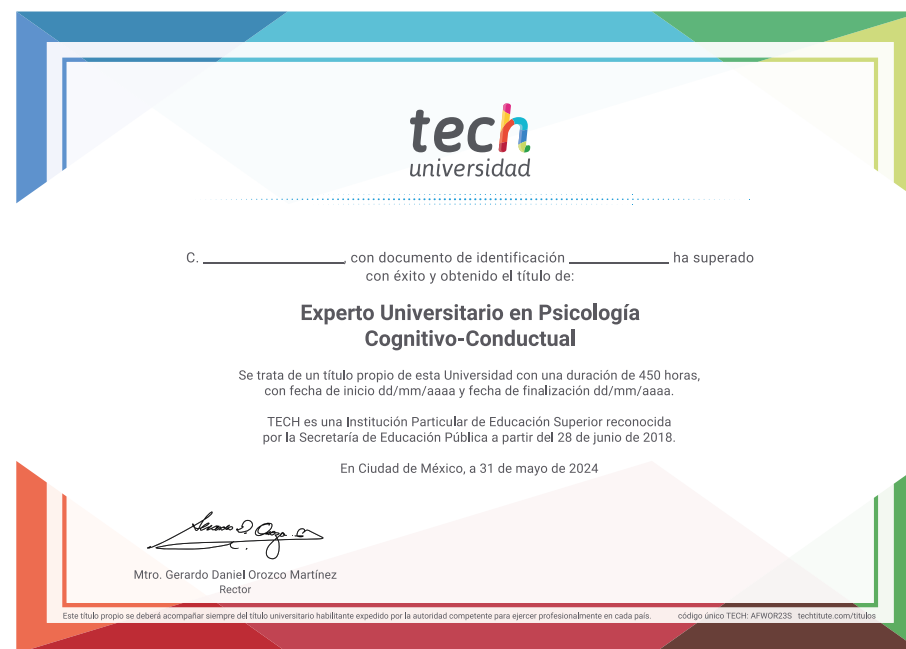 tech
universidad
C. ____________, con documento de identificación ____________ ha superado
con éxito y obtenido el título de:
Experto Universitario en Psicología
Cognitivo-Conductual
Se trata de un título propio de esta Universidad con una duración de 450 horas,
con fecha de inicio dd/mm/aaaa y fecha de finalización dd/mm/aaaa.
TECH es una Institución Particular de Educación Superior reconocida
por la Secretaría de Educación Pública a partir del 28 de junio de 2018.
En Ciudad de México, a 31 de mayo de 2024
Mtro. Gerardo Daniel Orozco Martínez
Rector
Este título propio se deberá acompañar siempre del título universitario habilitante expedido por la autoridad competente para ejercer profesionalmente en cada país. código único TECH: AFWOR23S techtitute.com/titulos